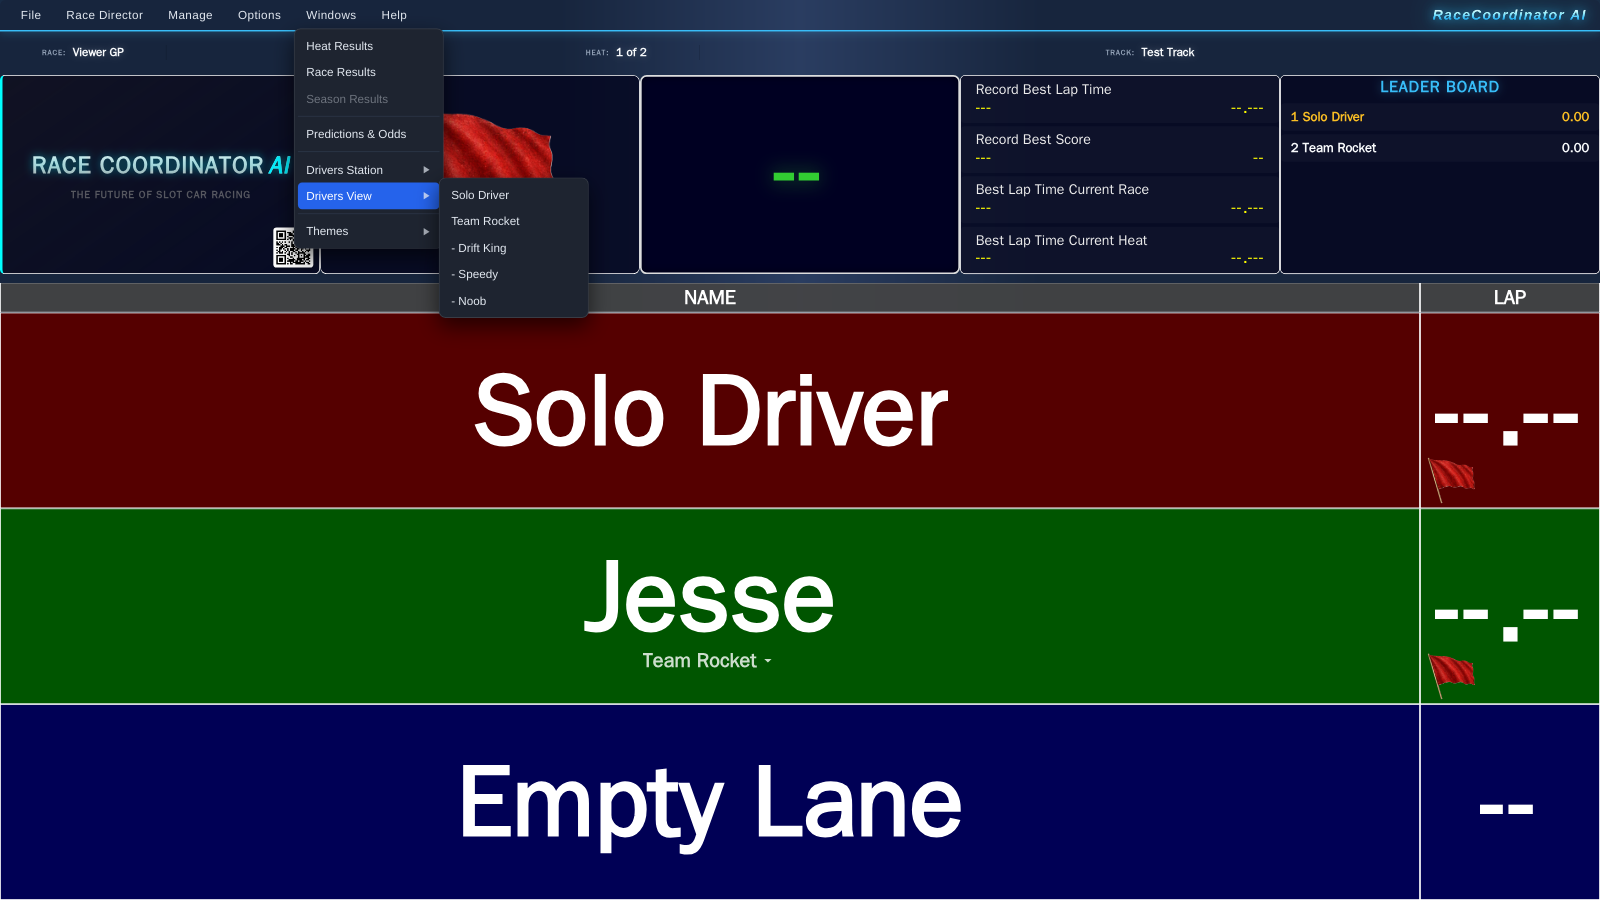 File Race Director Manage Options Windows Help
RaceCoordinator AI
RACE: Viewer GP
HEAT: 1 of 2
TRACK: Test Track
Heat Results
Race Results
Season Results
Predictions & Odds
Drivers Station
Drivers View
Themes
Solo Driver
Team Rocket
- Drift King
- Speedy
- Noob
RACE COORDINATOR AI
THE FUTURE OF SLOT CAR RACING
--
Record Best Lap Time
--- --.---
Record Best Score
--- --
Best Lap Time Current Race
--- --.---
Best Lap Time Current Heat
--- --.---
LEADER BOARD
1 Solo Driver 0.00
2 Team Rocket 0.00
NAME LAP
Solo Driver --.--
Jesse --.--
Team Rocket
Empty Lane --